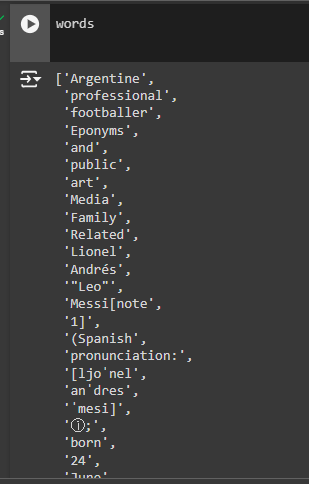 words
['Argentine',
'professional',
'footballer',
'Eponyms',
'and',
'public',
'art',
'Media',
'Family',
'Related',
'Lionel',
'Andrés',
'"Leo"',
'Messi[note',
'1]',
'(Spanish',
'pronunciation:',
'[ljoˈnel',
'anˈdres',
'ˈmesi]',
'ⓘ;',
'born',
'24',
'June',